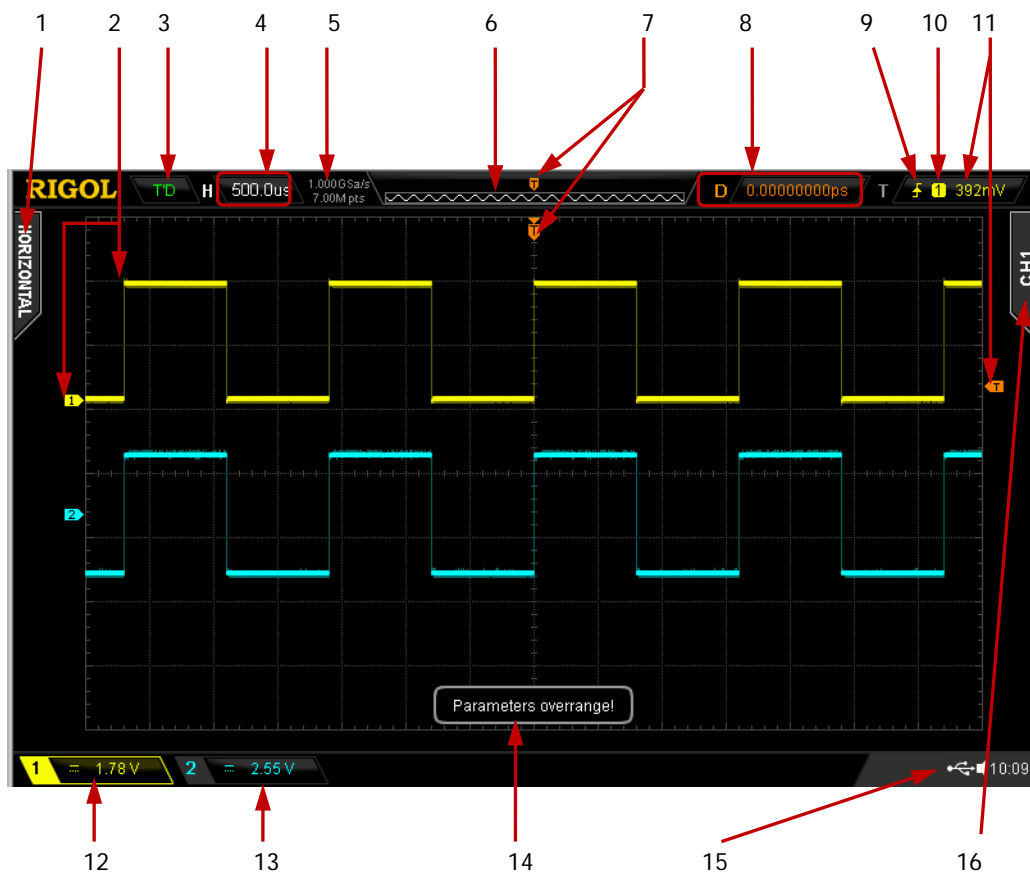 1 2 3 4 5 6 7 8 9 10 11
RIGOL T'D H 500.0us 1.000GSa/s D 0.00000000ps T 1 392mV
7.00M pts
T
T
HORIZONTAL
CH1
T
1
2
Parameters overrange!
1 = 1.78 V 2 = 2.55 V 10:09
12 13 14 15 16